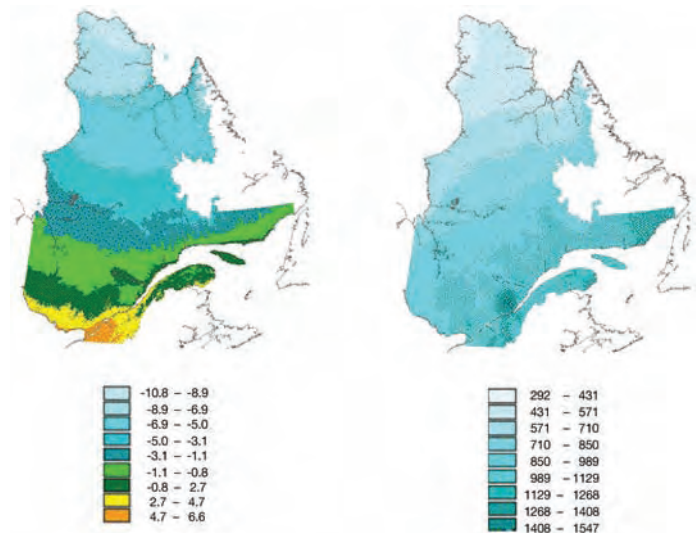 -10.8 – -8.9
-8.9 – -6.9
-6.9 – -5.0
-5.0 – -3.1
-3.1 – -1.1
-1.1 – -0.8
-0.8 – 2.7
2.7 – 4.7
4.7 – 6.6
292 – 431
431 – 571
571 – 710
710 – 850
850 – 989
989 – 1129
1129 – 1268
1268 – 1408
1408 – 1547